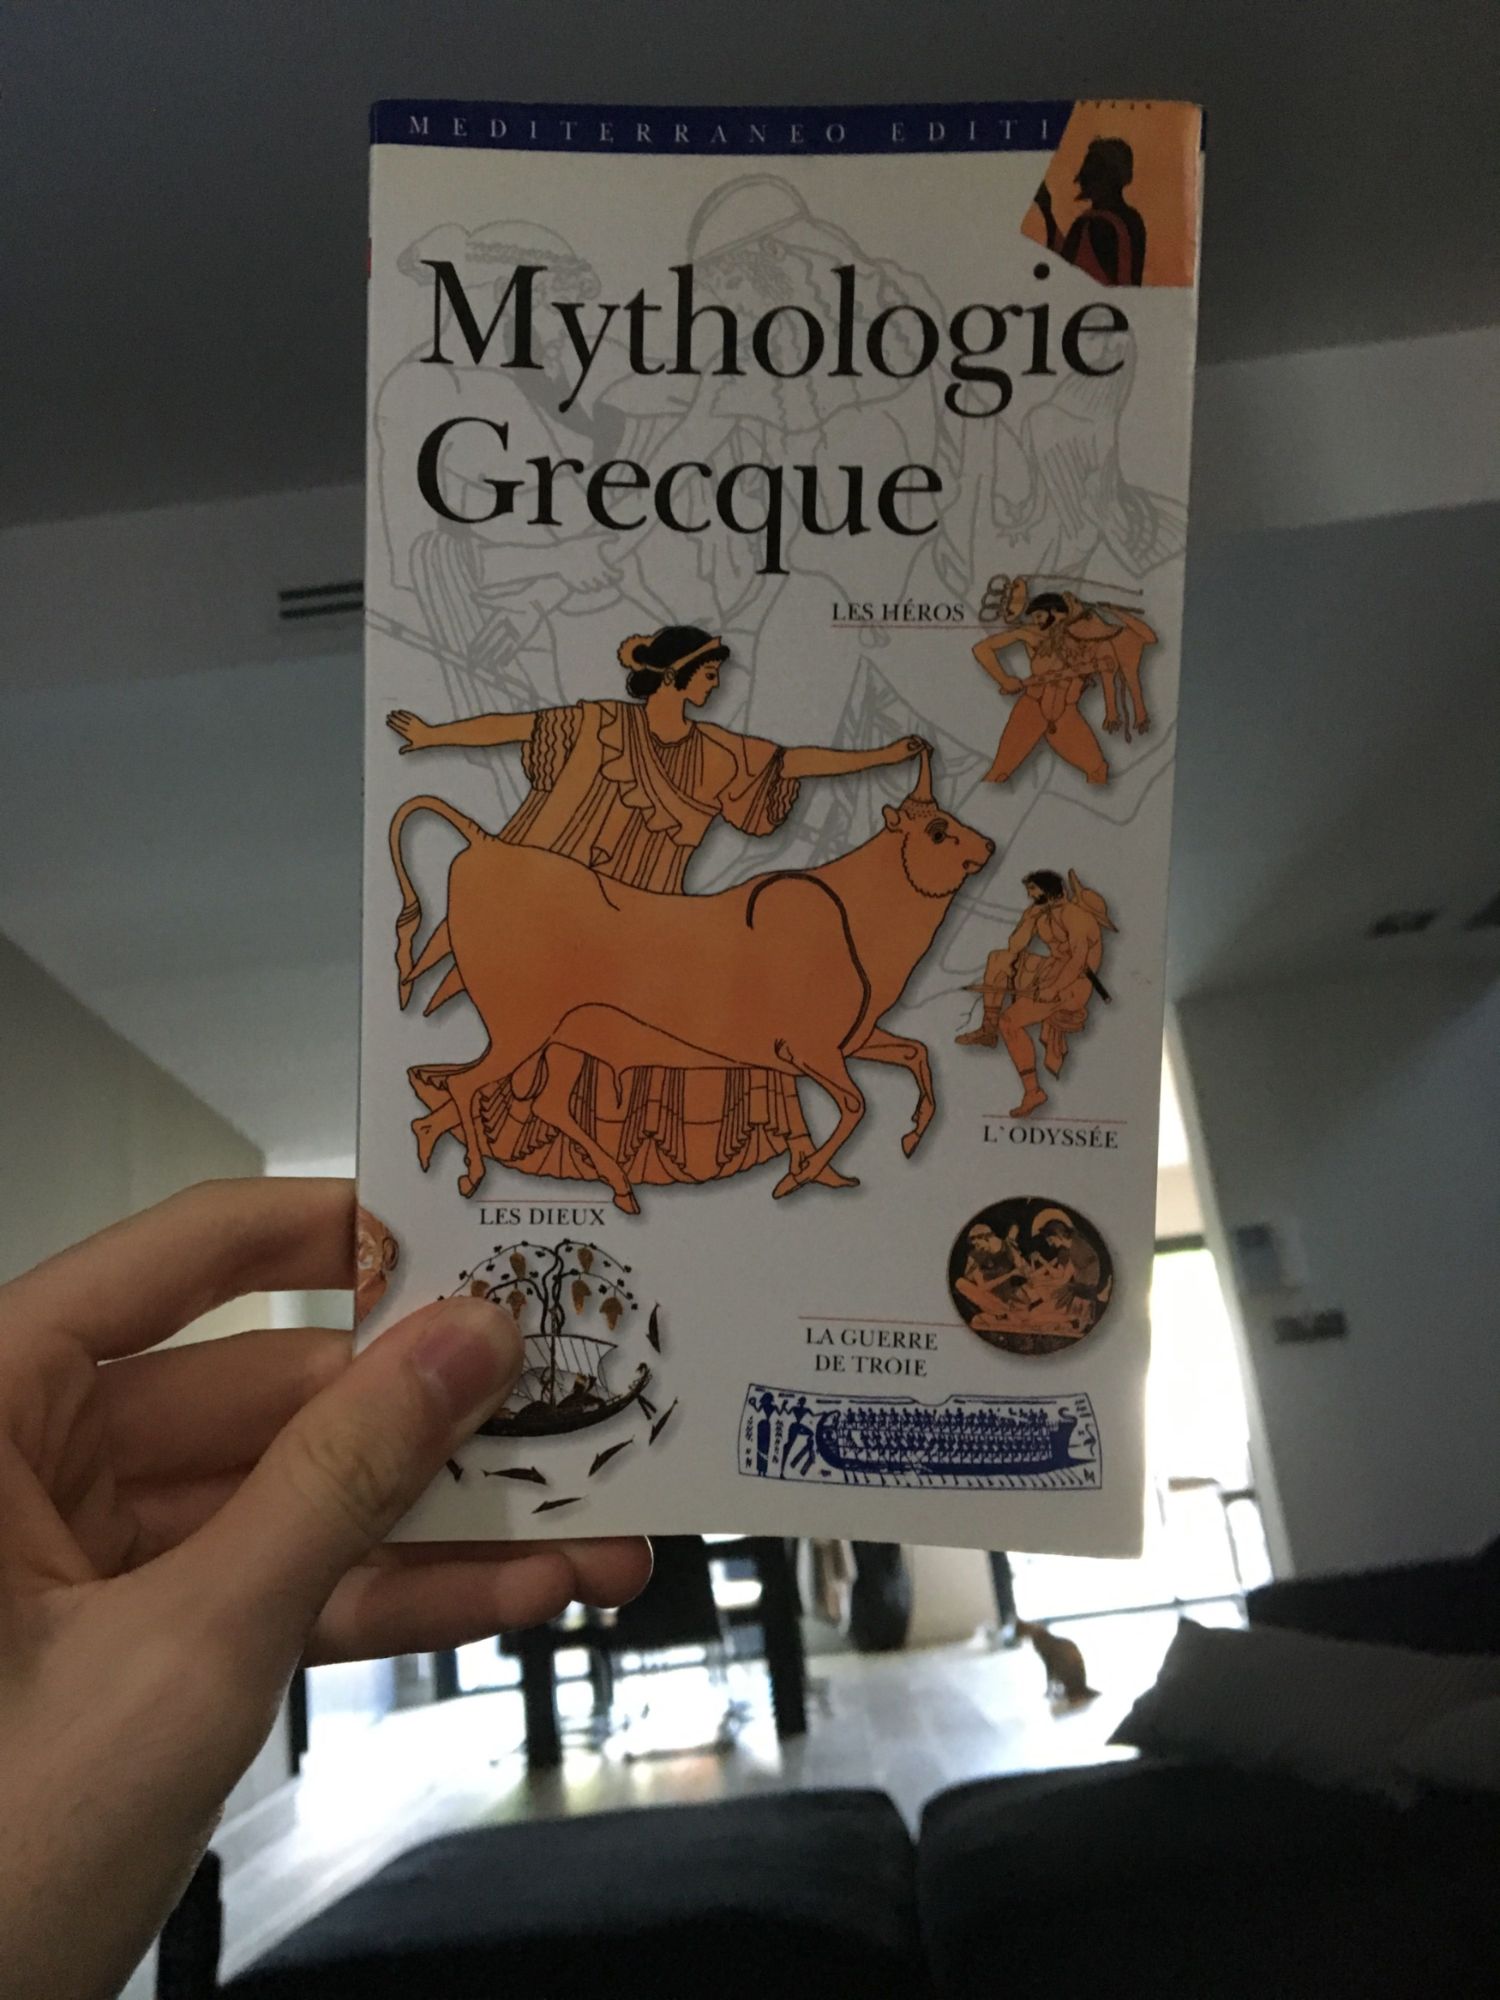 MEDITERRANEO EDITI
Mythologie
Grecque
LES HÉROS
L`ODYSSÉE
LES DIEUX
LA GUERRE
DE TROIE